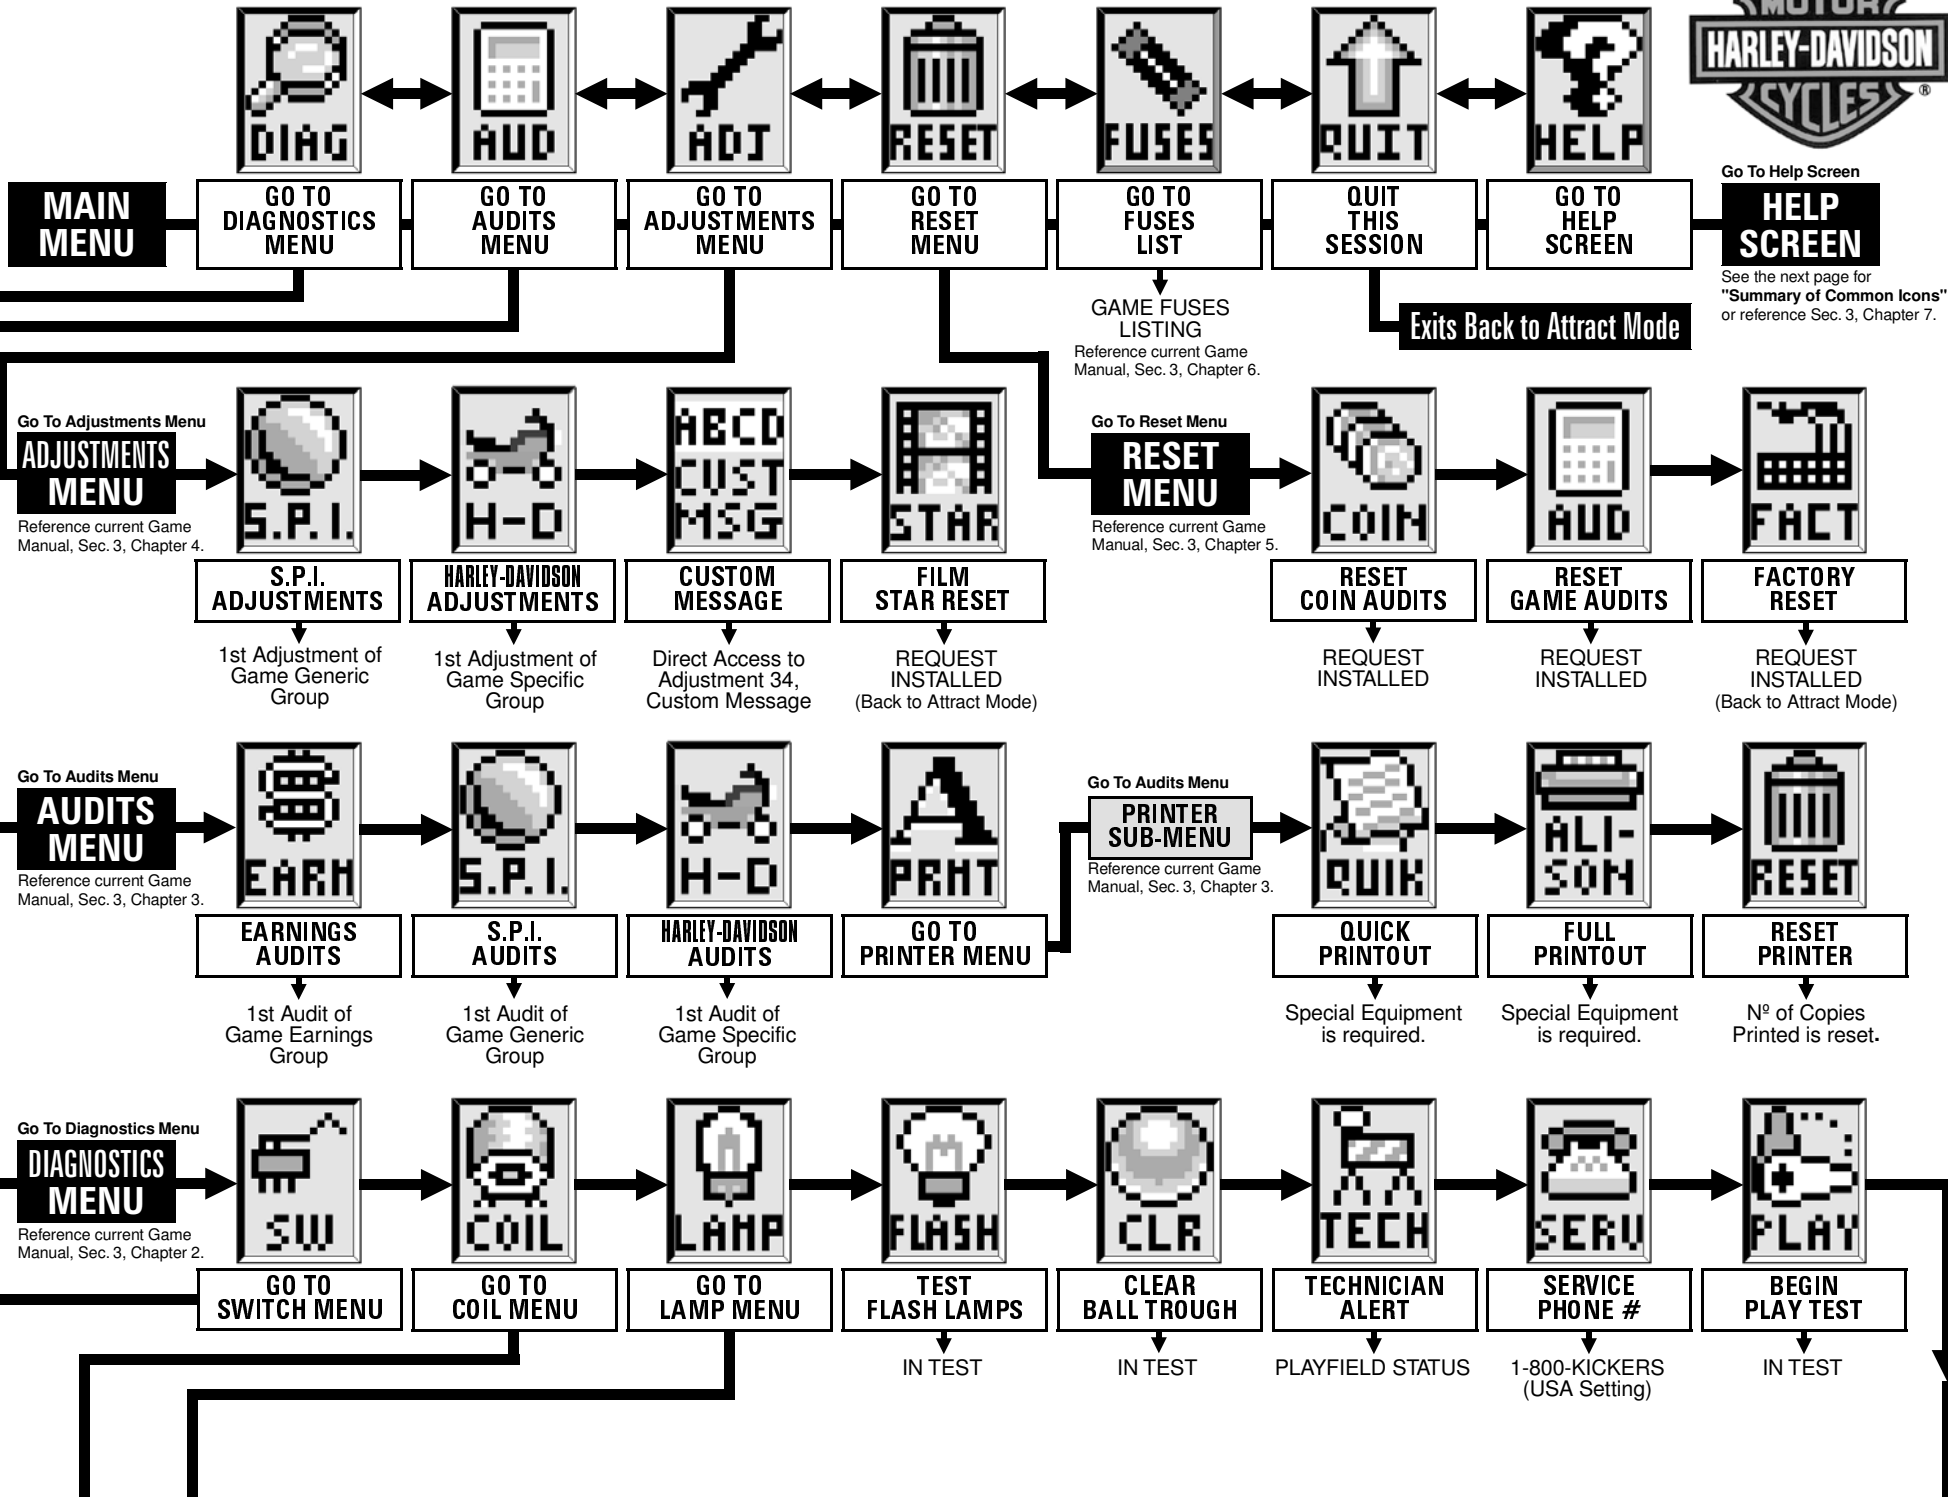 MOTOR
HARLEY-DAVIDSON
CYCLES
®
DIAG
AUD
ADJ
RESET
FUSES
QUIT
HELP
MAIN
MENU
GO TO
DIAGNOSTICS
MENU
GO TO
AUDITS
MENU
GO TO
ADJUSTMENTS
MENU
GO TO
RESET
MENU
GO TO
FUSES
LIST
QUIT
THIS
SESSION
GO TO
HELP
SCREEN
Go To Help Screen
HELP
SCREEN
See the next page for
"Summary of Common Icons"
or reference Sec. 3, Chapter 7.
GAME FUSES
LISTING
Reference current Game
Manual, Sec. 3, Chapter 6.
Exits Back to Attract Mode
Go To Adjustments Menu
ADJUSTMENTS
MENU
Reference current Game
Manual, Sec. 3, Chapter 4.
S.P.I.
H-D
ABCD
CUST
MSG
STAR
S.P.I.
ADJUSTMENTS
HARLEY-DAVIDSON
ADJUSTMENTS
CUSTOM
MESSAGE
FILM
STAR RESET
1st Adjustment of
Game Generic
Group
1st Adjustment of
Game Specific
Group
Direct Access to
Adjustment 34,
Custom Message
REQUEST
INSTALLED
(Back to Attract Mode)
Go To Reset Menu
RESET
MENU
Reference current Game
Manual, Sec. 3, Chapter 5.
COIN
AUD
FACT
RESET
COIN AUDITS
RESET
GAME AUDITS
FACTORY
RESET
REQUEST
INSTALLED
REQUEST
INSTALLED
REQUEST
INSTALLED
(Back to Attract Mode)
Go To Audits Menu
AUDITS
MENU
Reference current Game
Manual, Sec. 3, Chapter 3.
EARN
S.P.I.
H-D
PRNT
EARNINGS
AUDITS
S.P.I.
AUDITS
HARLEY-DAVIDSON
AUDITS
GO TO
PRINTER MENU
1st Audit of
Game Earnings
Group
1st Audit of
Game Generic
Group
1st Audit of
Game Specific
Group
Go To Audits Menu
PRINTER
SUB-MENU
Reference current Game
Manual, Sec. 3, Chapter 3.
QUIK
ALI-
SON
RESET
QUICK
PRINTOUT
FULL
PRINTOUT
RESET
PRINTER
Special Equipment
is required.
Special Equipment
is required.
Nº of Copies
Printed is reset.
Go To Diagnostics Menu
DIAGNOSTICS
MENU
Reference current Game
Manual, Sec. 3, Chapter 2.
SW
COIL
LAMP
FLASH
CLR
TECH
SERV
PLAY
GO TO
SWITCH MENU
GO TO
COIL MENU
GO TO
LAMP MENU
TEST
FLASH LAMPS
CLEAR
BALL TROUGH
TECHNICIAN
ALERT
SERVICE
PHONE #
BEGIN
PLAY TEST
IN TEST
IN TEST
PLAYFIELD STATUS
1-800-KICKERS
(USA Setting)
IN TEST